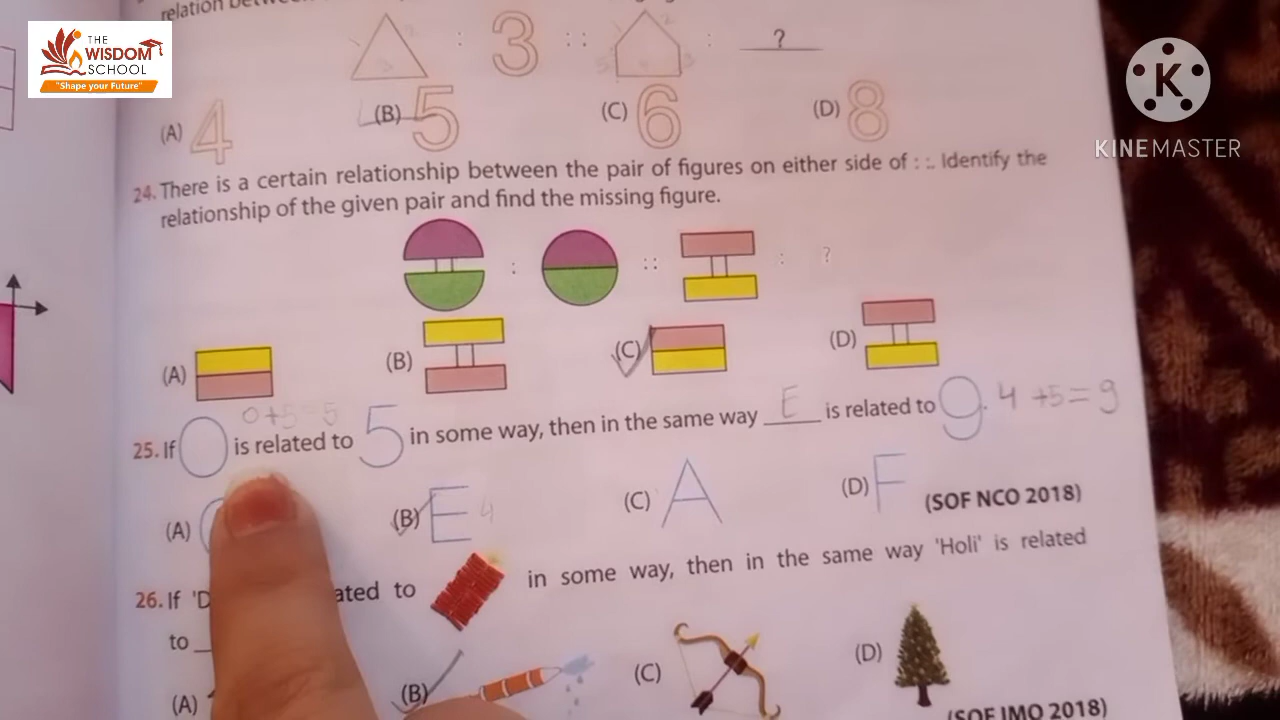 THE
WISDOM
SCHOOL
"Shape your Future"
K
KINEMASTER
relation
: 3 :: : ?
(A) 4 (B) 5 (C) 6 (D) 8
24. There is a certain relationship between the pair of figures on either side of : :. Identify the
relationship of the given pair and find the missing figure.
: :: : ?
(A) (B) (C) (D)
0+5=5
25. If O is related to 5 in some way, then in the same way E is related to 9. 4+5=9
(A) (B) E 4 (C) A (D) F
(SOF NCO 2018)
26. If 'D ated to in some way, then in the same way 'Holi' is related
to
(A) (B) (C) (D)
(SOF IMO 2018)